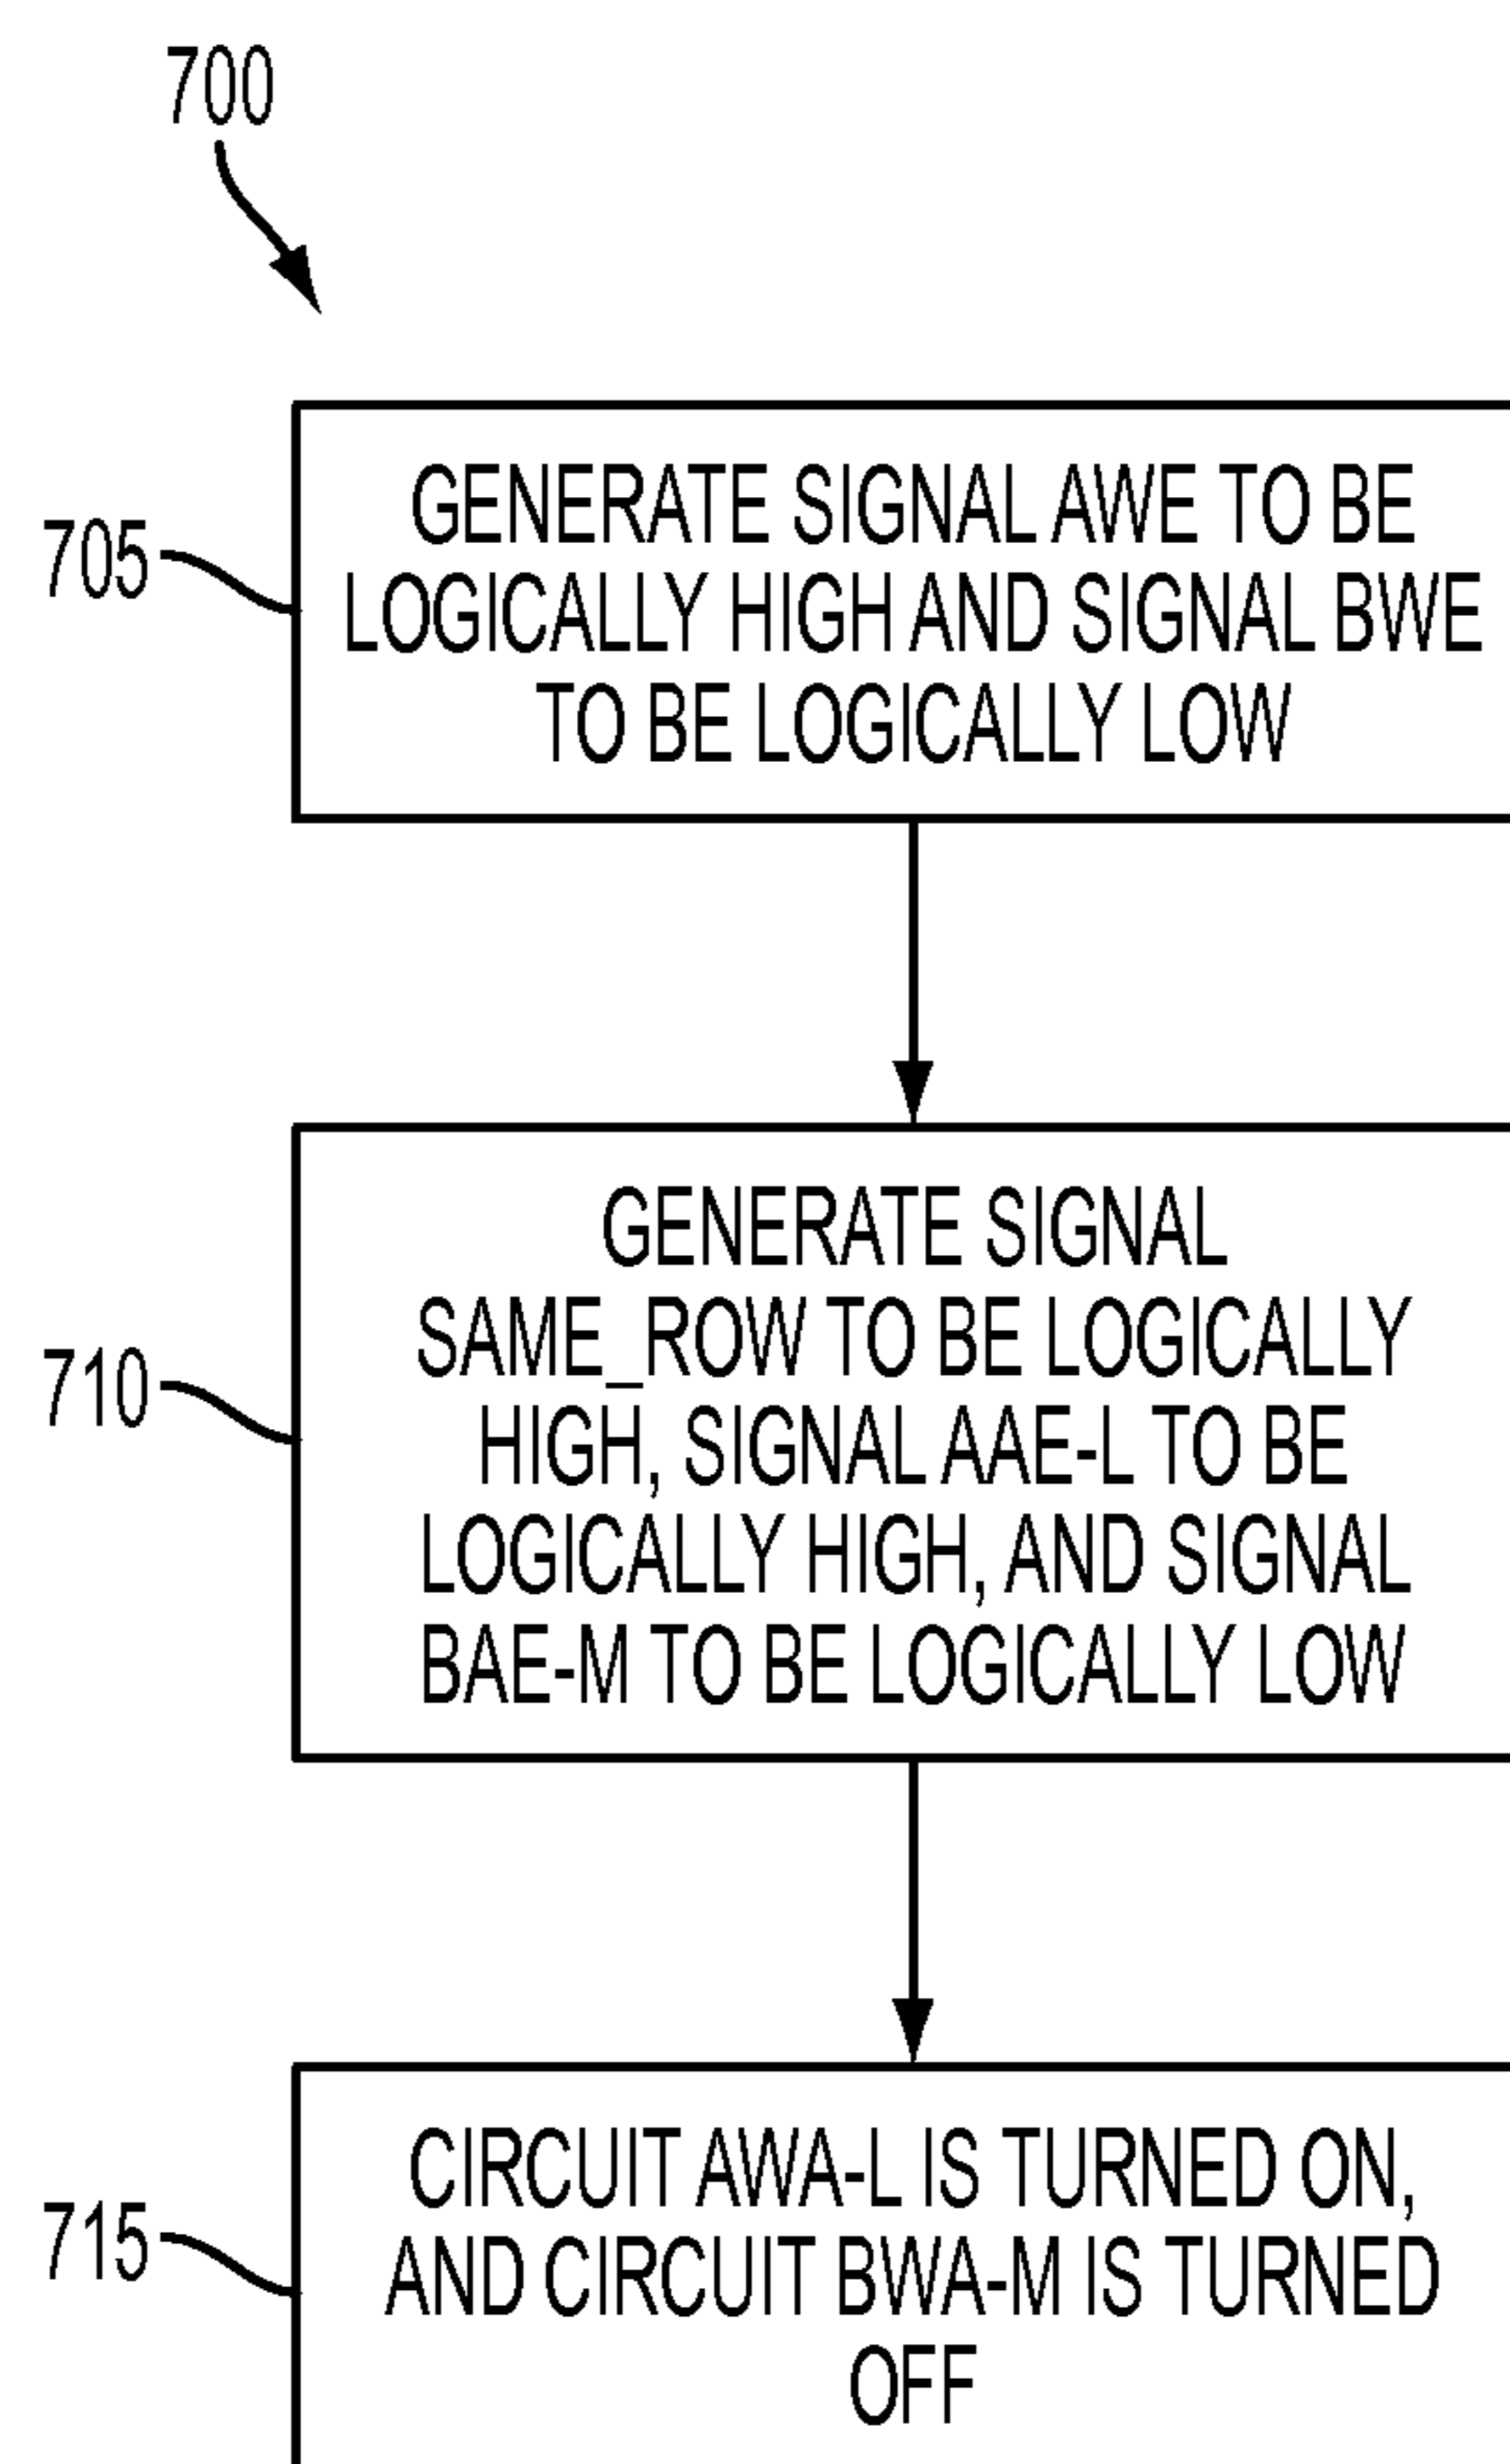 700
705
GENERATE SIGNAL AWE TO BE
LOGICALLY HIGH AND SIGNAL BWE
TO BE LOGICALLY LOW
710
GENERATE SIGNAL
SAME_ROW TO BE LOGICALLY
HIGH, SIGNAL AAE-L TO BE
LOGICALLY HIGH, AND SIGNAL
BAE-M TO BE LOGICALLY LOW
715
CIRCUIT AWA-L IS TURNED ON,
AND CIRCUIT BWA-M IS TURNED
OFF